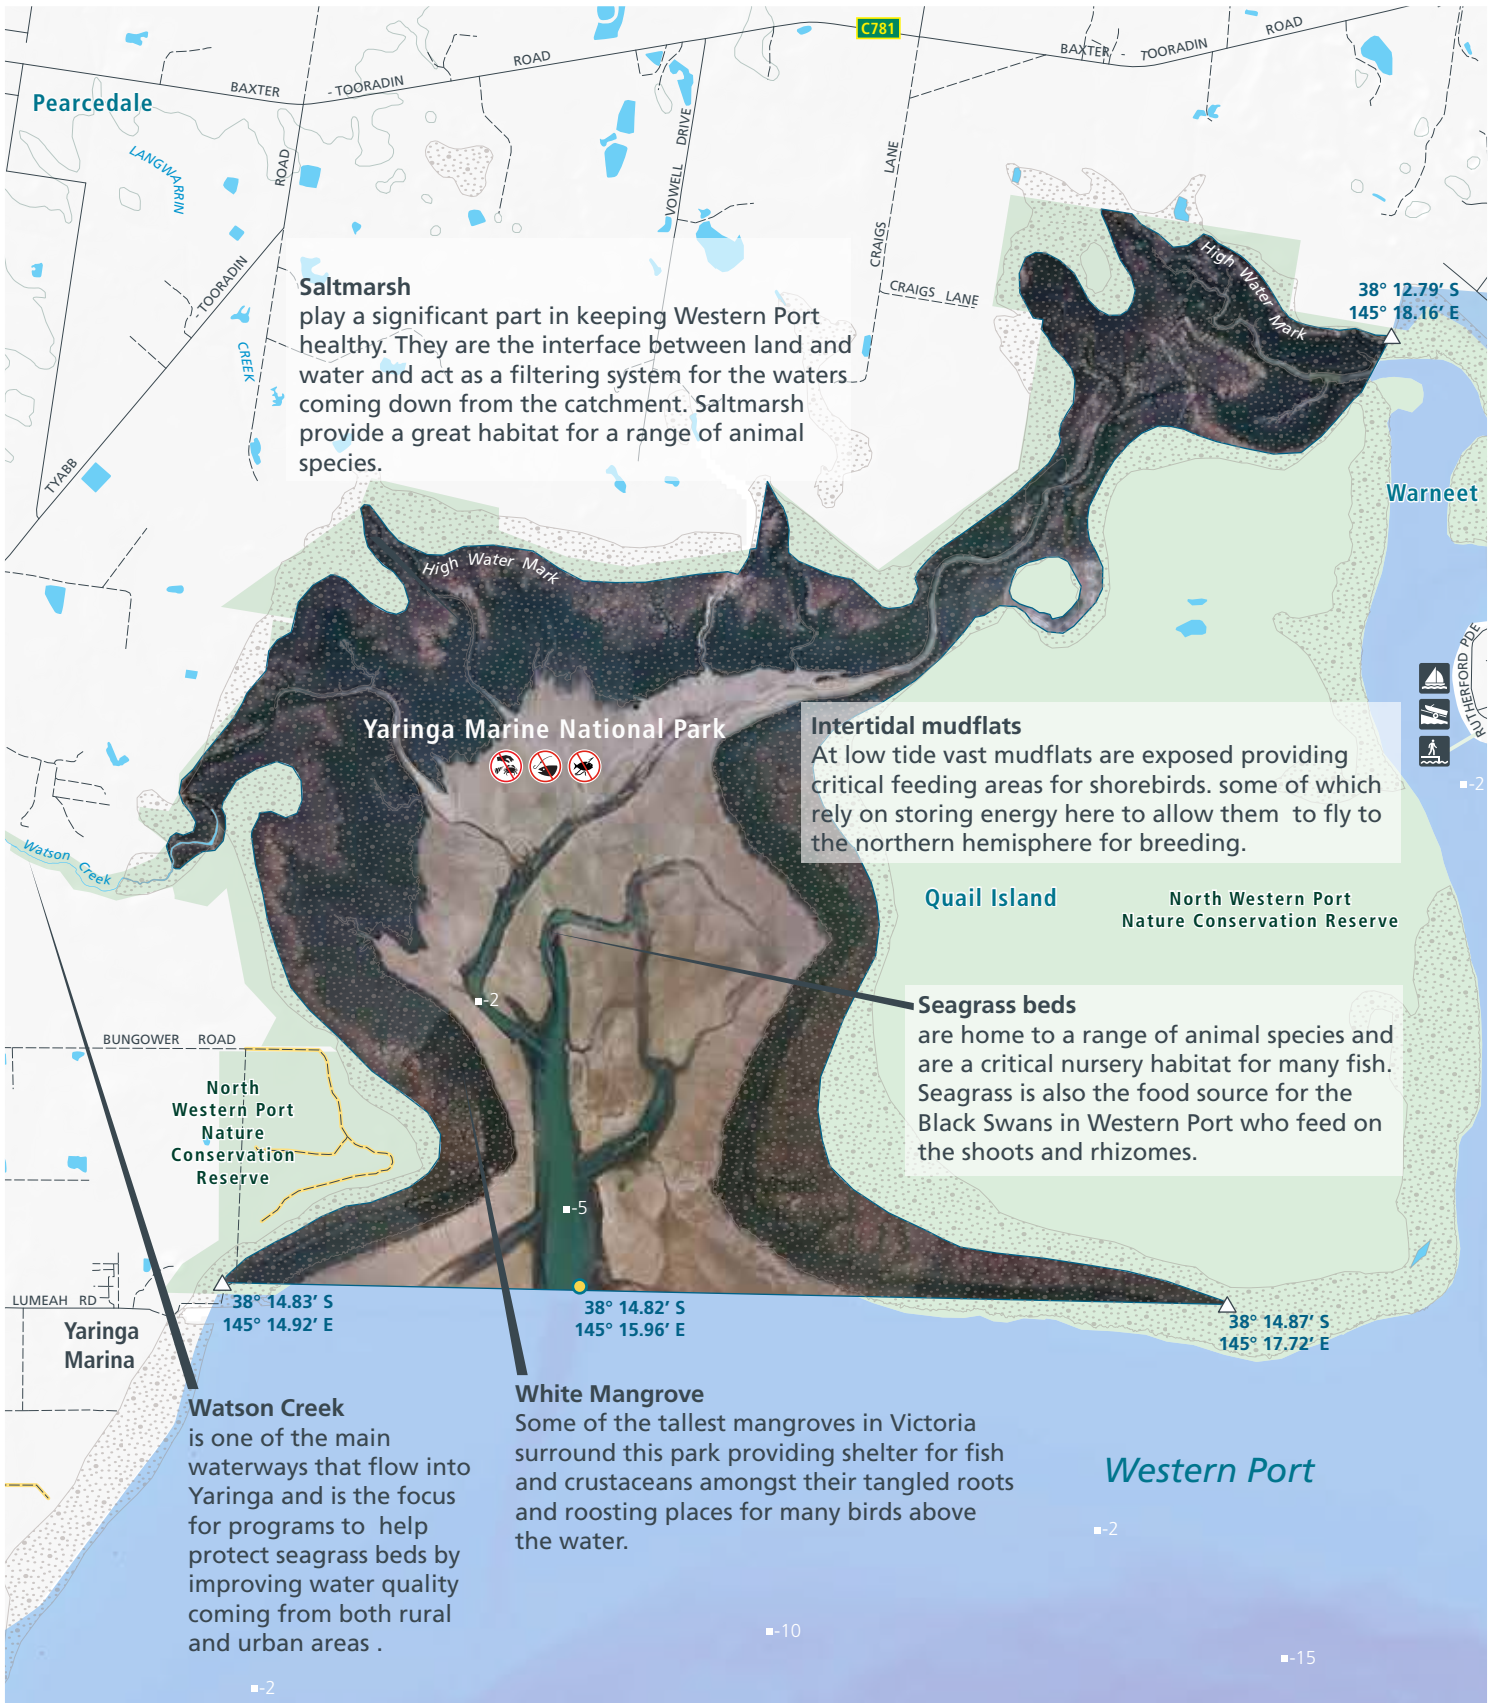 C781
BAXTER - TOORADIN ROAD
BAXTER - TOORADIN ROAD
Pearcedale
LANGWARRIN
CREEK
ROAD
VOWELL DRIVE
CRAIGS LANE
CRAIGS LANE
TYABB - TOORADIN
High Water Mark
38° 12.79’ S
145° 18.16’ E
Saltmarsh
play a significant part in keeping Western Port
healthy. They are the interface between land and
water and act as a filtering system for the waters
coming down from the catchment. Saltmarsh
provide a great habitat for a range of animal
species.
Warneet
High Water Mark
RUTHERFORD PDE
Yaringa Marine National Park
Intertidal mudflats
At low tide vast mudflats are exposed providing
critical feeding areas for shorebirds. some of which
rely on storing energy here to allow them to fly to
the northern hemisphere for breeding.
-2
Watson Creek
Quail Island
North Western Port
Nature Conservation Reserve
-2
Seagrass beds
are home to a range of animal species and
are a critical nursery habitat for many fish.
Seagrass is also the food source for the
Black Swans in Western Port who feed on
the shoots and rhizomes.
BUNGOWER ROAD
North
Western Port
Nature
Conservation
Reserve
-5
LUMEAH RD
38° 14.83’ S
145° 14.92’ E
38° 14.82’ S
145° 15.96’ E
38° 14.87’ S
145° 17.72’ E
Yaringa
Marina
Watson Creek
is one of the main
waterways that flow into
Yaringa and is the focus
for programs to help
protect seagrass beds by
improving water quality
coming from both rural
and urban areas .
White Mangrove
Some of the tallest mangroves in Victoria
surround this park providing shelter for fish
and crustaceans amongst their tangled roots
and roosting places for many birds above
the water.
Western Port
-2
-10
-15
-2